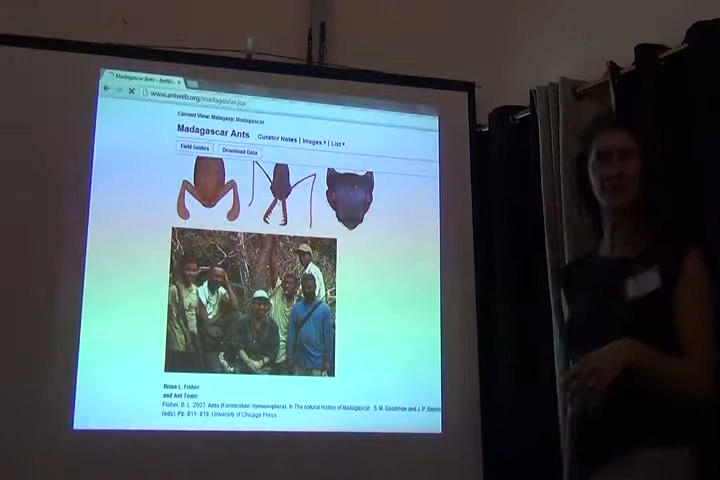 Madagascar Ants - AntWe
www.antweb.org/madagascar.jsp
Current View: Malagasy: Madagascar
Madagascar Ants Curator Notes | Images | List
Field Guides Download Data
Brian L. Fisher
and Ant Team
Fisher, B. L. 2003. Ants (Formicidae: Hymenoptera). In The natural history of Madagascar. S. M. Goodman and J. P.
(eds). Pp. 811-819. University of Chicago Press.